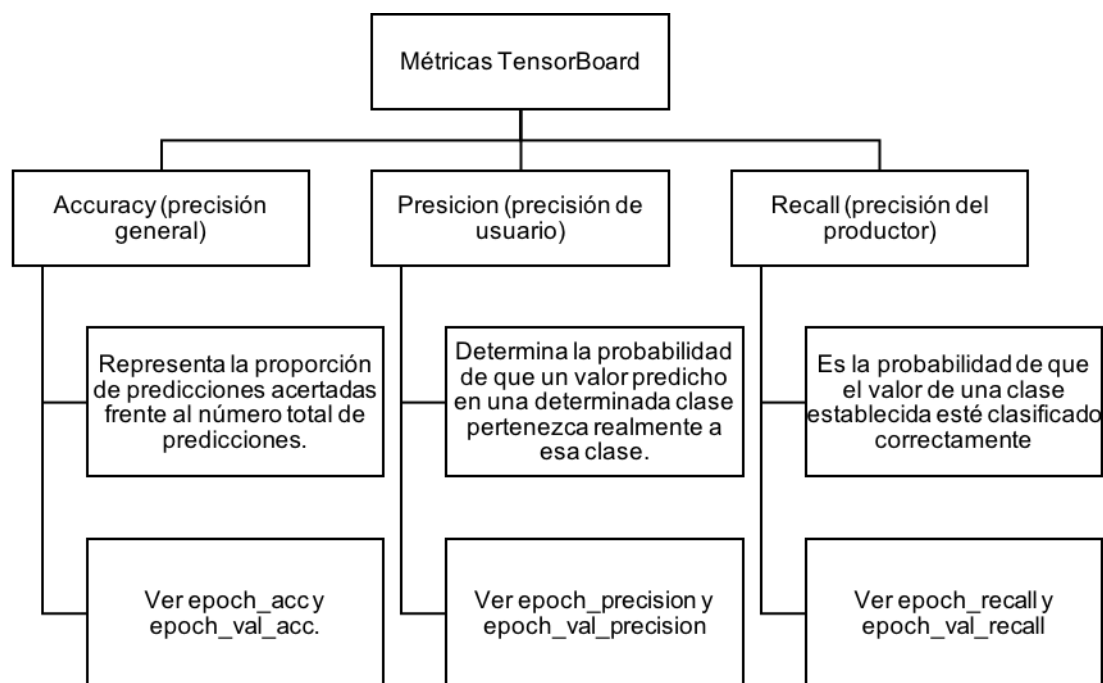 Métricas TensorBoard
Accuracy (precisión
general)
Presicion (precisión de
usuario)
Recall (precisión del
productor)
Representa la proporción
de predicciones acertadas
frente al número total de
predicciones.
Determina la probabilidad
de que un valor predicho
en una determinada clase
pertenezca realmente a
esa clase.
Es la probabilidad de que
el valor de una clase
establecida esté clasificado
correctamente
Ver epoch_acc y
epoch_val_acc.
Ver epoch_precision y
epoch_val_precision
Ver epoch_recall y
epoch_val_recall